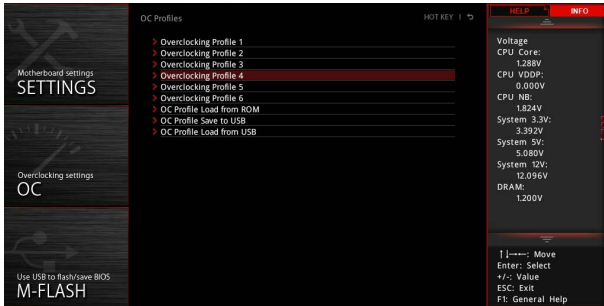 Motherboard settings
SETTINGS
Overclocking settings
OC
Use USB to flash/save BIOS
M-FLASH
OC Profiles
HOT KEY |
Overclocking Profile 1
Overclocking Profile 2
Overclocking Profile 3
Overclocking Profile 4
Overclocking Profile 5
Overclocking Profile 6
OC Profile Load from ROM
OC Profile Save to USB
OC Profile Load from USB
HELP
INFO
Voltage
CPU Core:
1.288V
CPU VDDP:
0.000V
CPU NB:
1.824V
System 3.3V:
3.392V
System 5V:
5.080V
System 12V:
12.096V
DRAM:
1.200V
↑↓→←: Move
Enter: Select
+/-: Value
ESC: Exit
F1: General Help